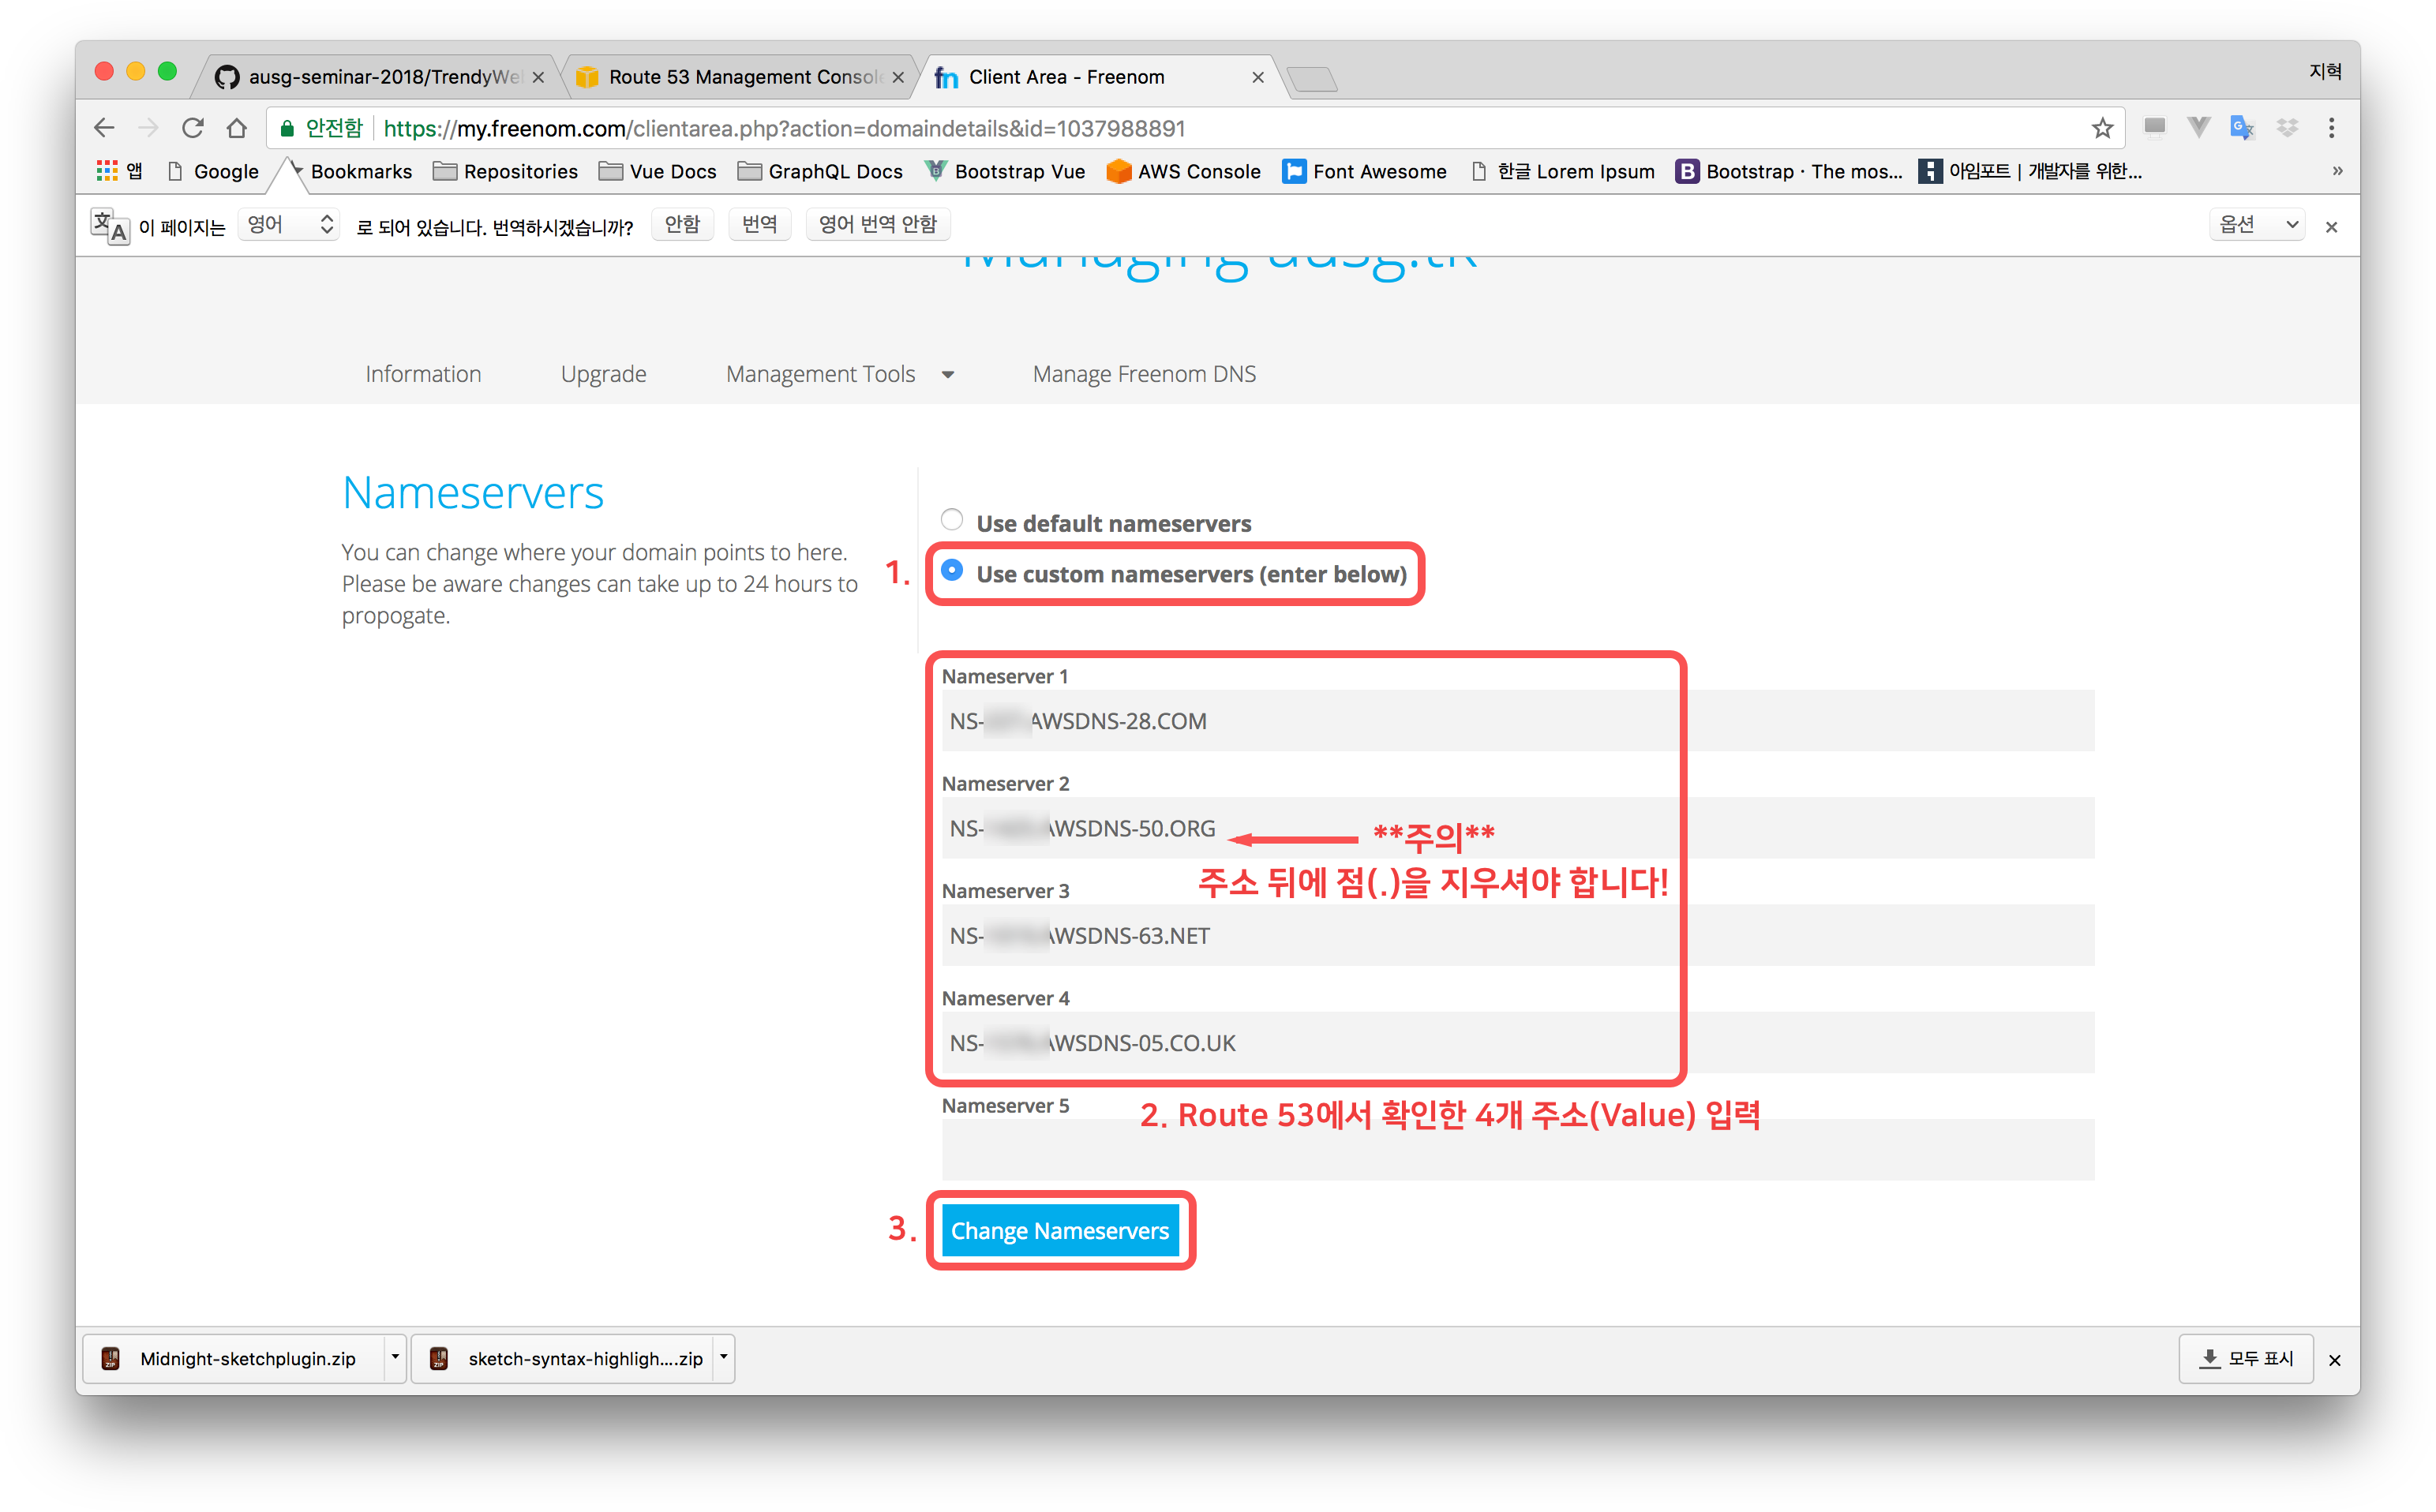 ausg-seminar-2018/TrendyWe
Route 53 Management Consol
Client Area - Freenom
지혁
안전함
https://my.freenom.com/clientarea.php?action=domaindetails&id=1037988891
앱
Google
Bookmarks
Repositories
Vue Docs
GraphQL Docs
Bootstrap Vue
AWS Console
Font Awesome
한글 Lorem Ipsum
Bootstrap · The mos...
아임포트 | 개발자를 위한...
»
이 페이지는 영어 로 되어 있습니다. 번역하시겠습니까? 안함 번역 영어 번역 안함 옵션
Managing ausg.tk
Information Upgrade Management Tools Manage Freenom DNS
Nameservers
You can change where your domain points to here.
Please be aware changes can take up to 24 hours to
propogate.
Use default nameservers
1. Use custom nameservers (enter below)
Nameserver 1
NS- AWSDNS-28.COM
Nameserver 2
NS- AWSDNS-50.ORG
**주의**
주소 뒤에 점(.)을 지우셔야 합니다!
Nameserver 3
NS- AWSDNS-63.NET
Nameserver 4
NS- AWSDNS-05.CO.UK
Nameserver 5
2. Route 53에서 확인한 4개 주소(Value) 입력
3. Change Nameservers
Midnight-sketchplugin.zip
sketch-syntax-highligh....zip
모두 표시